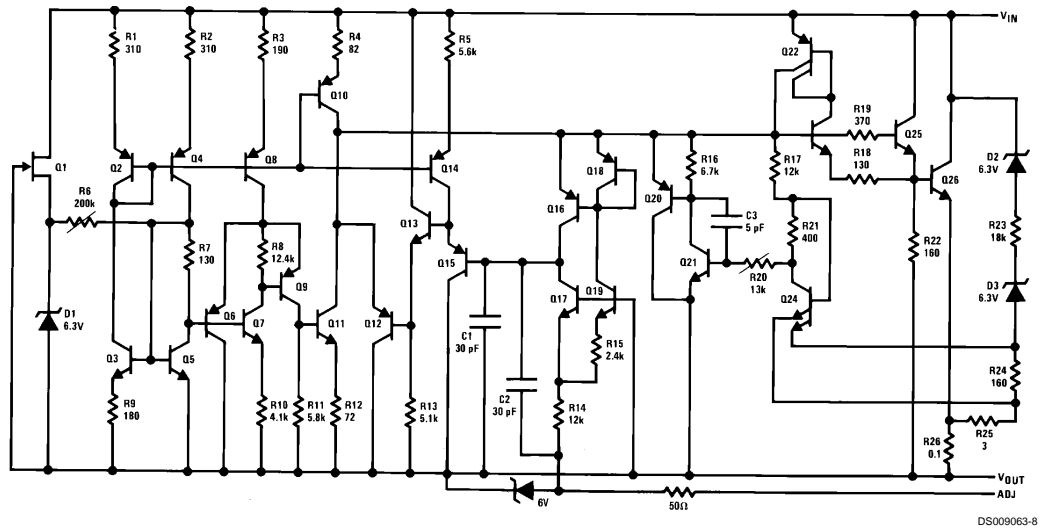 V_IN
R1
310
R2
310
R3
190
R4
82
R5
5.6k
Q22
Q10
R19
370
Q25
R18
130
Q2
Q4
Q8
Q14
Q1
R6
200k
Q18
R16
6.7k
R17
12k
Q26
D2
6.3V
Q16
Q20
Q13
C3
5 pF
R21
400
R23
18k
R7
130
R8
12.4k
Q15
Q21
R20
13k
R22
160
Q9
Q17
Q19
Q24
D3
6.3V
D1
6.3V
Q6
Q7
Q11
Q12
C1
30 pF
Q3
Q5
R15
2.4k
C2
30 pF
R24
160
R9
180
R10
4.1k
R11
5.8k
R12
72
R13
5.1k
R14
12k
R26
0.1
R25
3
V_OUT
6V
50Ω
ADJ
DS009063-8